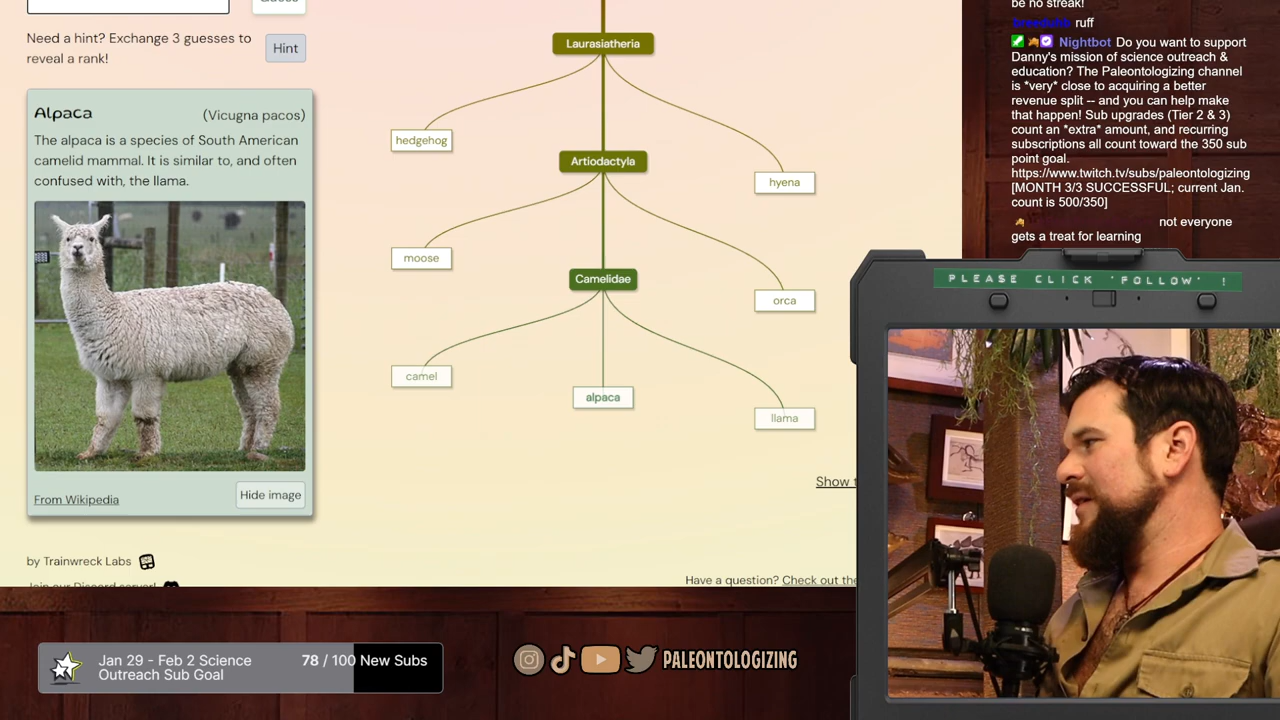 Need a hint? Exchange 3 guesses to
reveal a rank!
Hint
Alpaca
(Vicugna pacos)
The alpaca is a species of South American
camelid mammal. It is similar to, and often
confused with, the llama.
From Wikipedia
Hide image
by Trainwreck Labs
Join our Discord server!
Laurasiatheria
hedgehog
Artiodactyla
hyena
moose
Camelidae
orca
camel
alpaca
llama
Show
Have a question? Check out the
be no streak!
ruff
Nightbot Do you want to support
Danny's mission of science outreach &
education? The Paleontologizing channel
is *very* close to acquiring a better
revenue split -- and you can help make
that happen! Sub upgrades (Tier 2 & 3)
count an *extra* amount, and recurring
subscriptions all count toward the 350 sub
point goal.
https://www.twitch.tv/subs/paleontologizing
[MONTH 3/3 SUCCESSFUL; current Jan.
count is 500/350]
not everyone
gets a treat for learning
PLEASE CLICK 'FOLLOW' !
Jan 29 - Feb 2 Science
Outreach Sub Goal
78 / 100 New Subs
PALEONTOLOGIZING